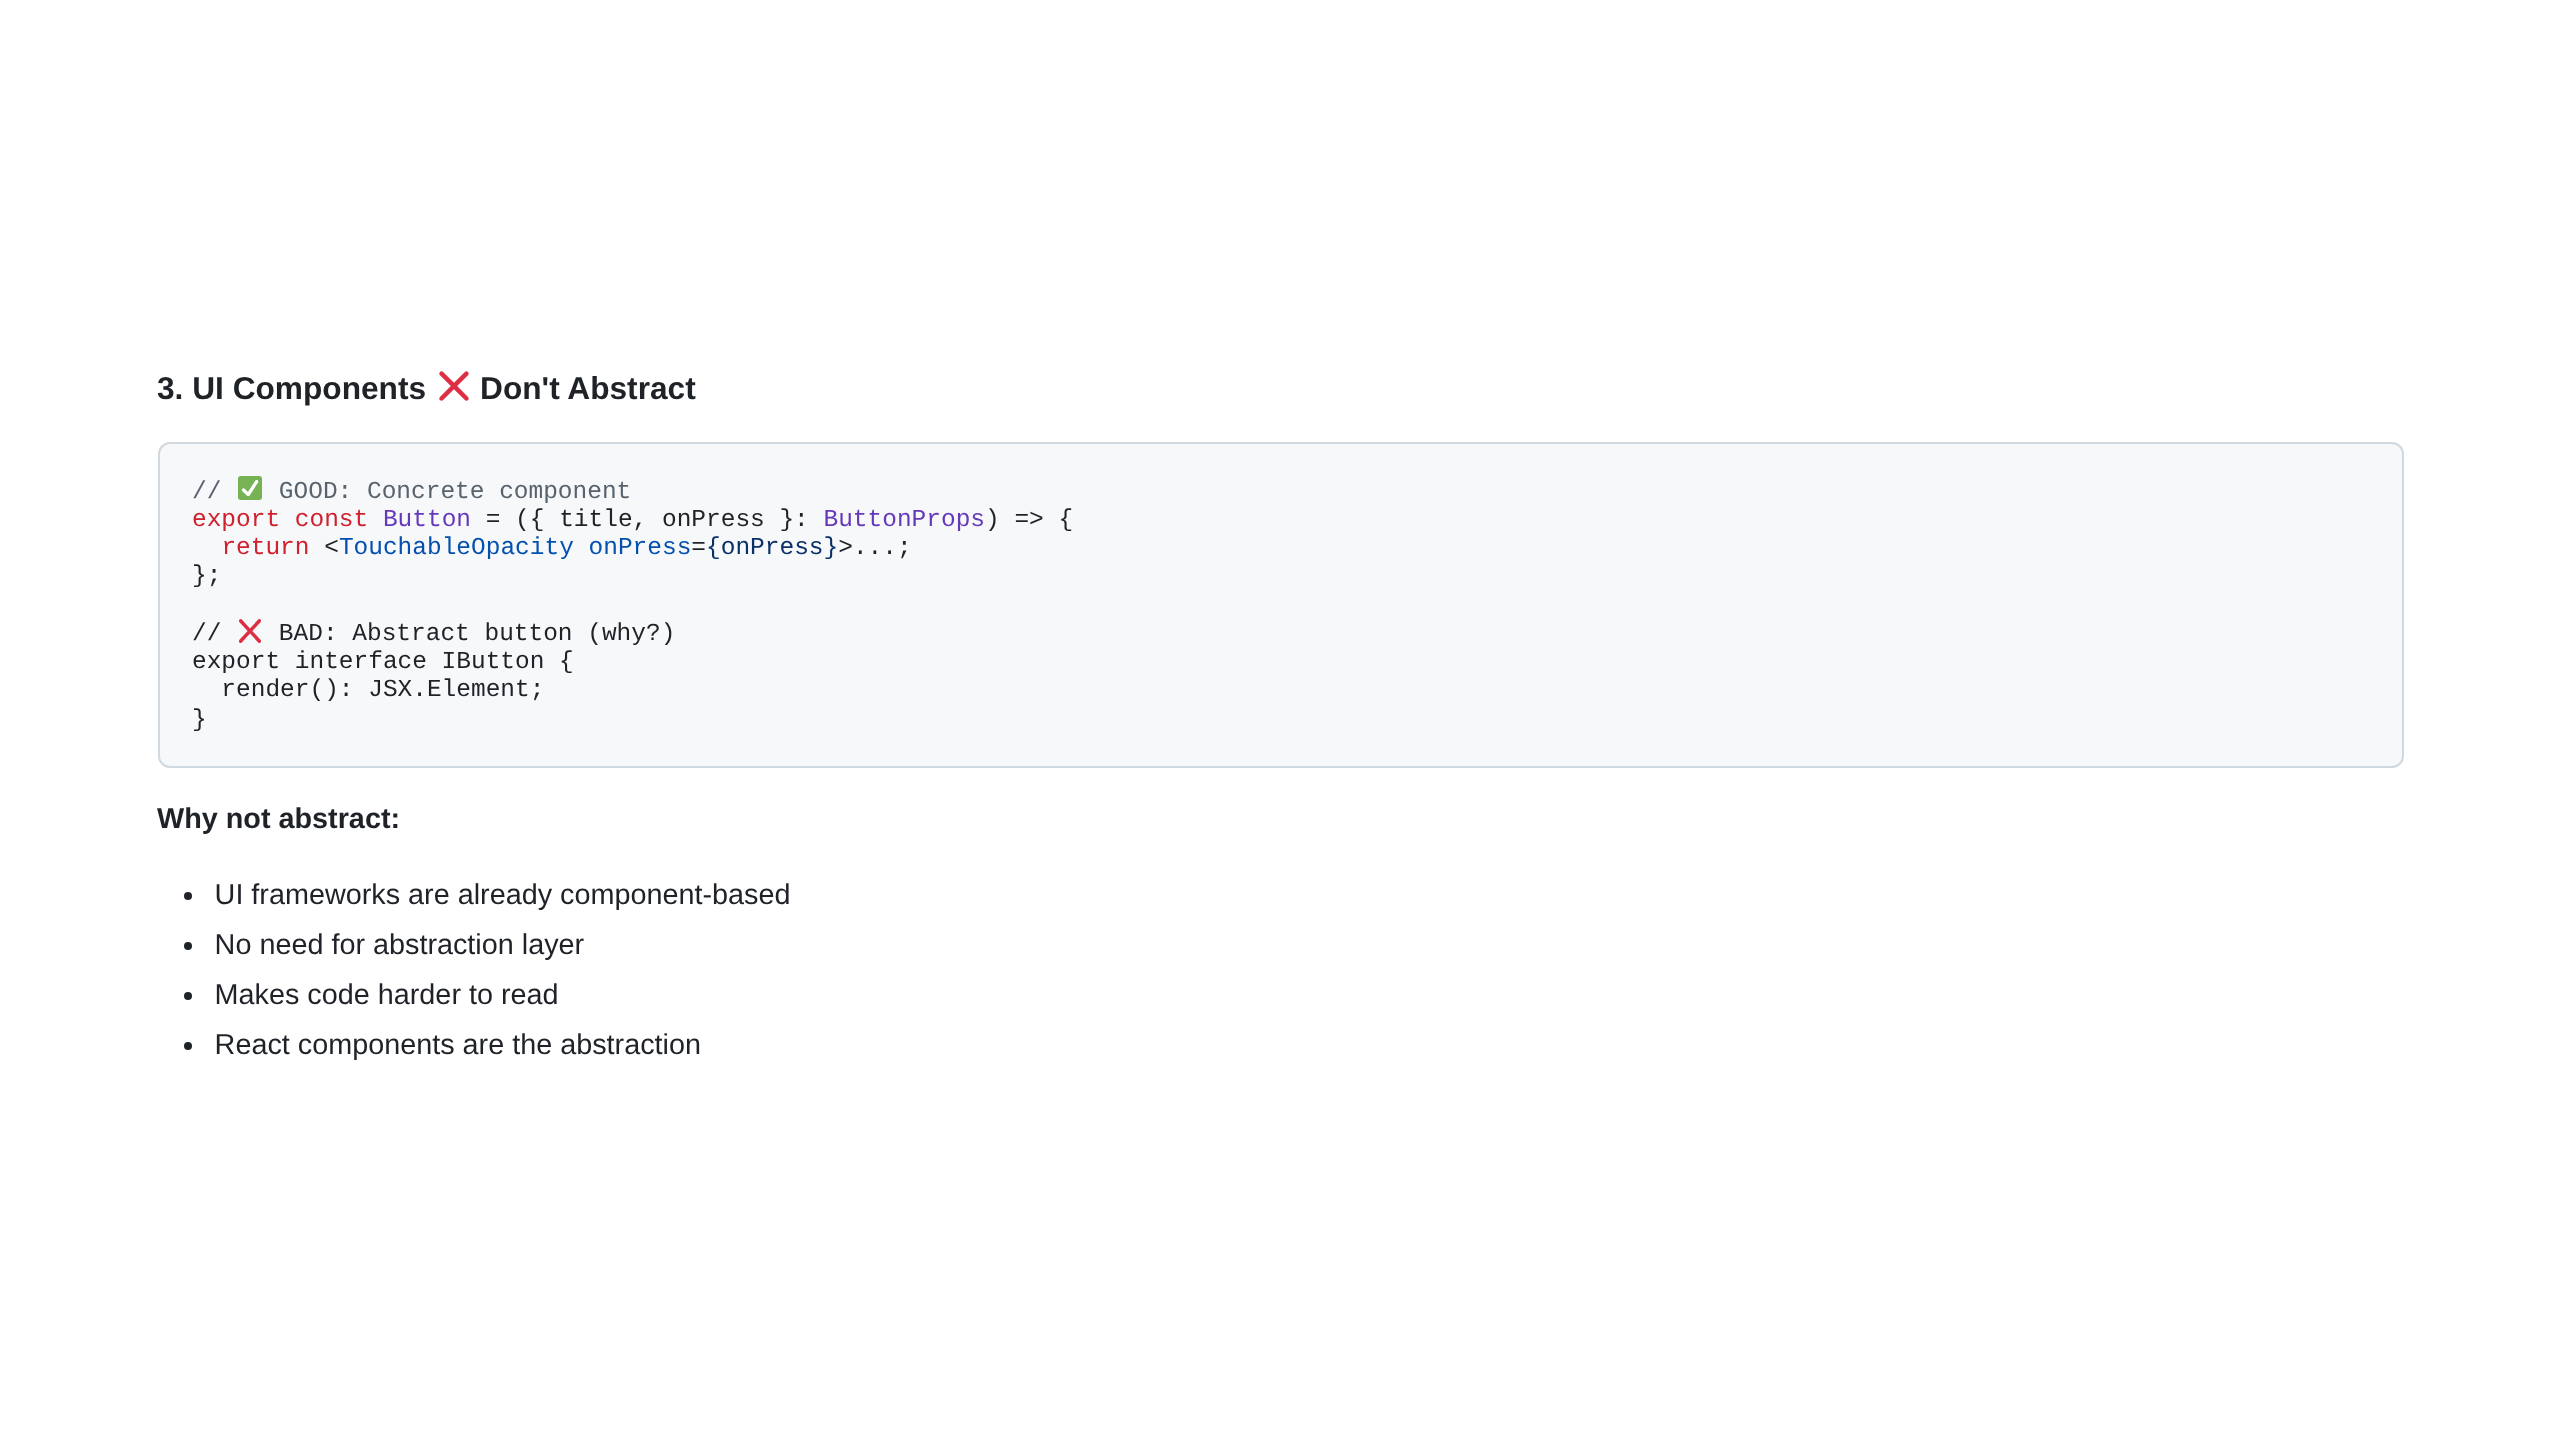 3. UI Components ❌ Don't Abstract
// ✅ GOOD: Concrete component
export const Button = ({ title, onPress }: ButtonProps) => {
  return <TouchableOpacity onPress={onPress}>...;
};

// ❌ BAD: Abstract button (why?)
export interface IButton {
  render(): JSX.Element;
}
Why not abstract:
• UI frameworks are already component-based
• No need for abstraction layer
• Makes code harder to read
• React components are the abstraction